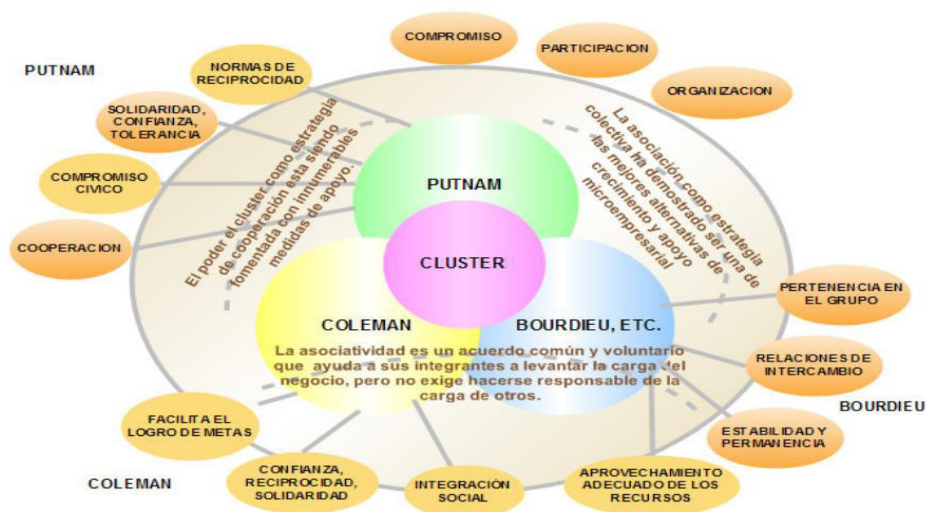 COMPROMISO
PARTICIPACION
ORGANIZACION
PUTNAM
NORMAS DE
RECIPROCIDAD
SOLIDARIDAD,
CONFIANZA,
TOLERANCIA
COMPROMISO
CIVICO
COOPERACION
El poder el cluster como estrategia
de cooperación esta siendo
fomentada con innumerables
medidas de apoyo.
La asociación como estrategia
colectiva ha demostrado ser una de
las mejores alternativas de
crecimiento y apoyo
microempresarial
PUTNAM
CLUSTER
COLEMAN
BOURDIEU, ETC.
La asociatividad es un acuerdo común y voluntario
que ayuda a sus integrantes a levantar la carga del
negocio, pero no exige hacerse responsable de la
carga de otros.
PERTENENCIA EN
EL GRUPO
RELACIONES DE
INTERCAMBIO
BOURDIEU
ESTABILIDAD Y
PERMANENCIA
FACILITA EL
LOGRO DE METAS
COLEMAN
CONFIANZA,
RECIPROCIDAD,
SOLIDARIDAD
INTEGRACIÓN
SOCIAL
APROVECHAMIENTO
ADECUADO DE LOS
RECURSOS